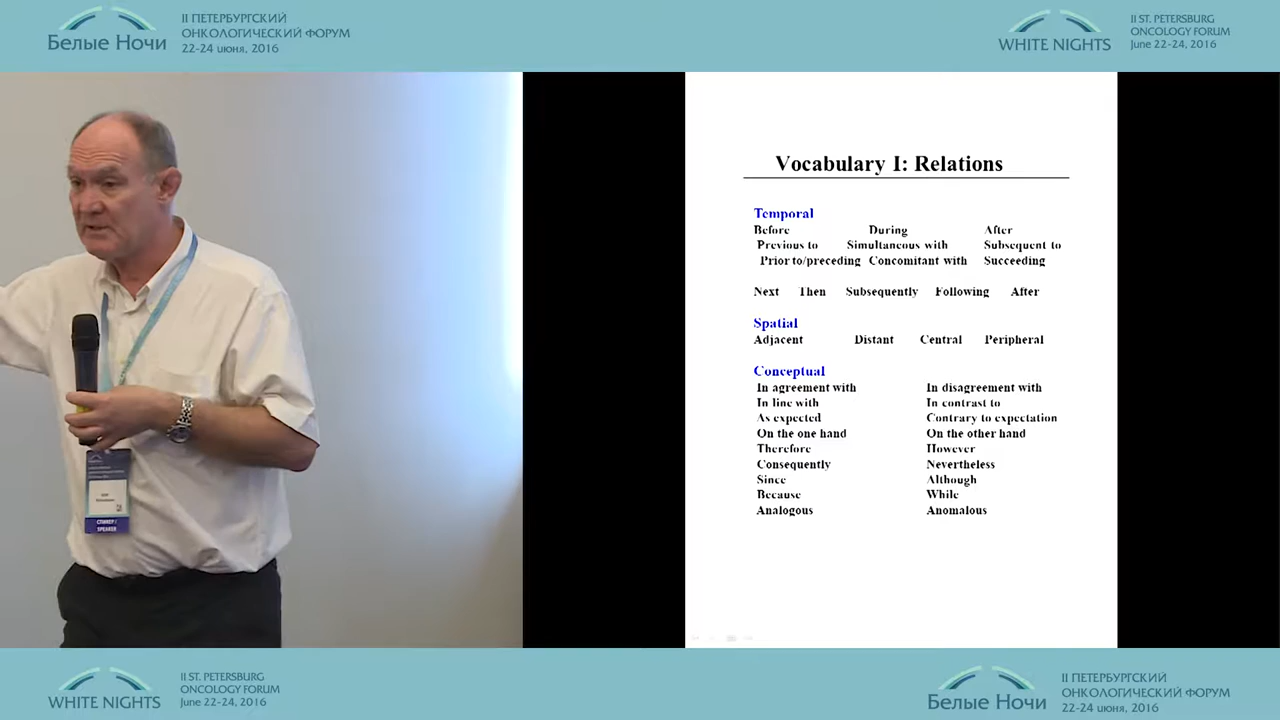 II ПЕТЕРБУРГСКИЙ
ОНКОЛОГИЧЕСКИЙ ФОРУМ
Белые Ночи
22-24 июня, 2016
II ST. PETERSBURG
ONCOLOGY FORUM
WHITE NIGHTS
June 22-24, 2016
Vocabulary I: Relations
Temporal
Before During After
Previous to Simultaneous with Subsequent to
Prior to/preceding Concomitant with Succeeding
Next Then Subsequently Following After
Spatial
Adjacent Distant Central Peripheral
Conceptual
In agreement with In disagreement with
In line with In contrast to
As expected Contrary to expectation
On the one hand On the other hand
Therefore However
Consequently Nevertheless
Since Although
Because While
Analogous Anomalous
СПИКЕР /
SPEAKER
II ST. PETERSBURG
ONCOLOGY FORUM
WHITE NIGHTS
June 22-24, 2016
II ПЕТЕРБУРГСКИЙ
ОНКОЛОГИЧЕСКИЙ ФОРУМ
Белые Ночи
22-24 июня, 2016